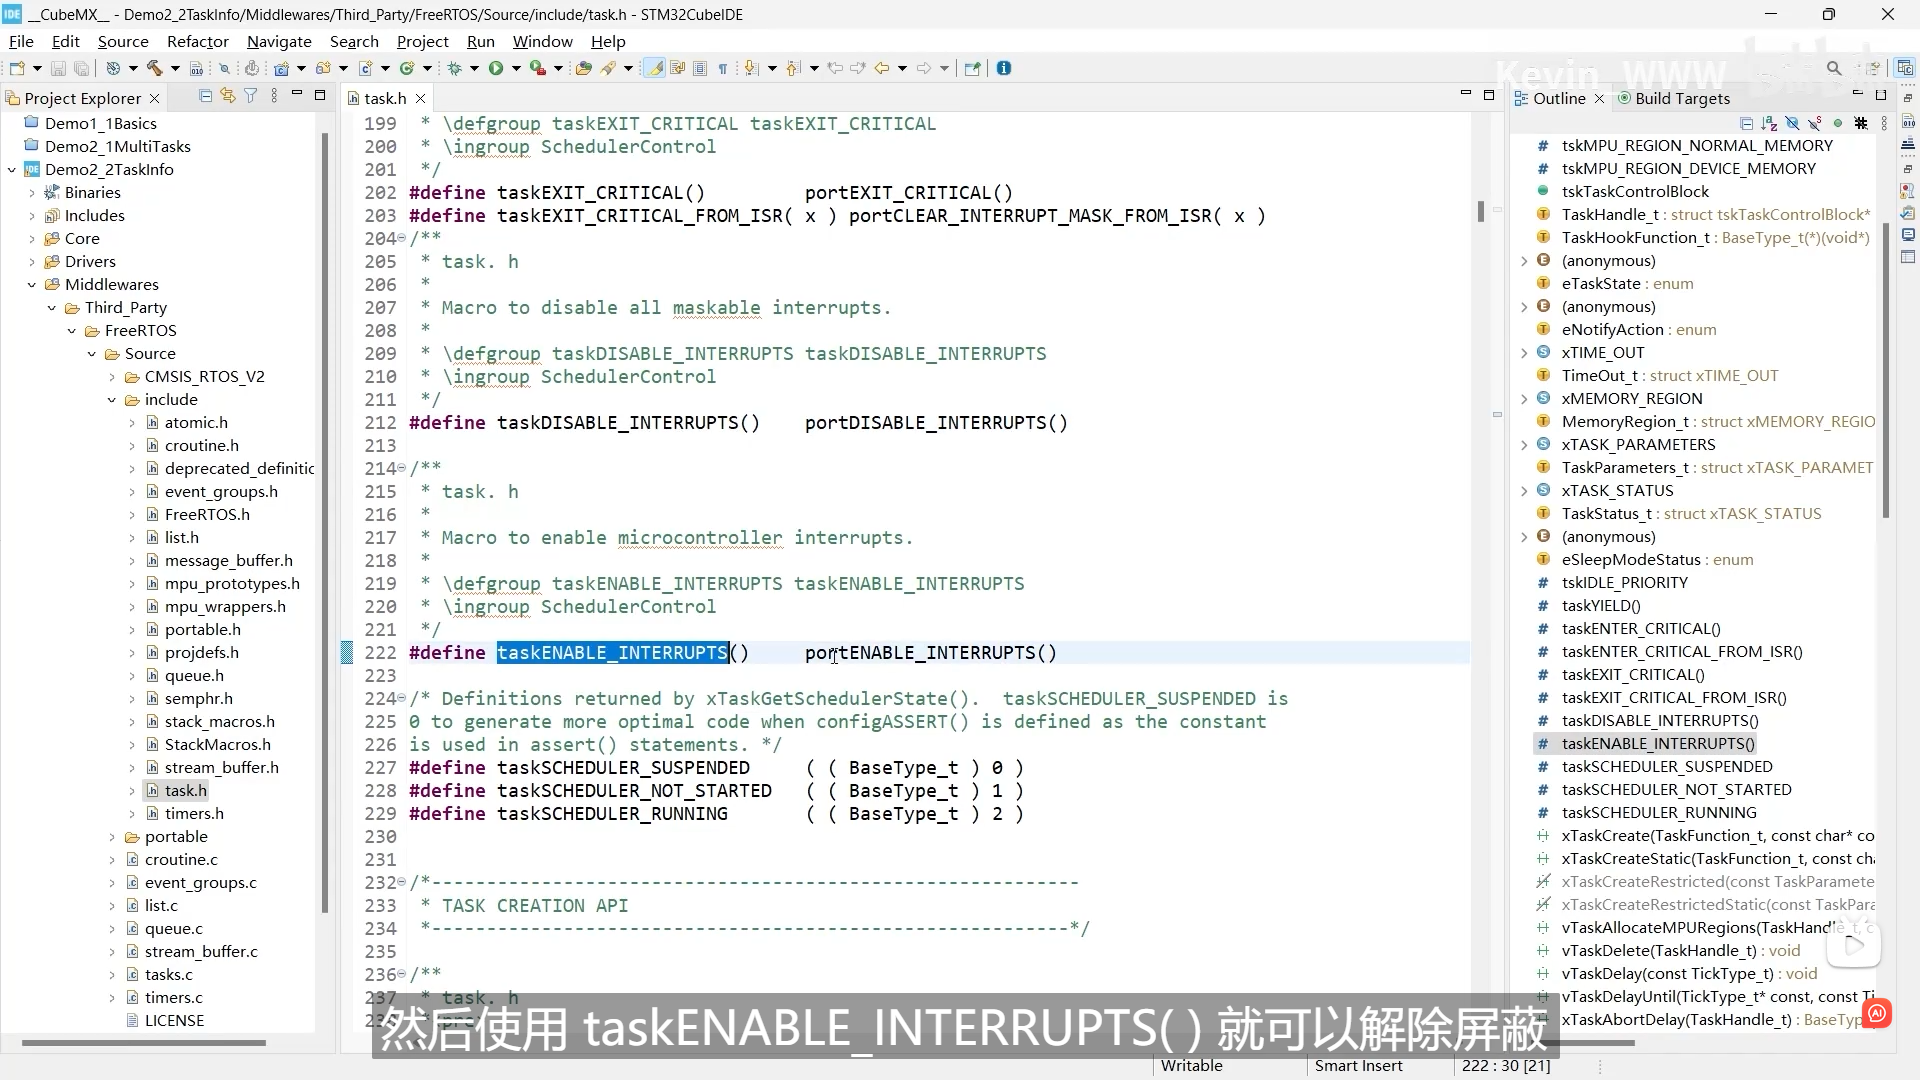 IDE __CubeMX__ - Demo2_2TaskInfo/Middlewares/Third_Party/FreeRTOS/Source/include/task.h - STM32CubeIDE
File Edit Source Refactor Navigate Search Project Run Window Help
Kevin_WWW
Project Explorer
Demo1_1Basics
Demo2_1MultiTasks
Demo2_2TaskInfo
Binaries
Includes
Core
Drivers
Middlewares
Third_Party
FreeRTOS
Source
CMSIS_RTOS_V2
include
atomic.h
croutine.h
deprecated_definitic
event_groups.h
FreeRTOS.h
list.h
message_buffer.h
mpu_prototypes.h
mpu_wrappers.h
portable.h
projdefs.h
queue.h
semphr.h
stack_macros.h
StackMacros.h
stream_buffer.h
task.h
timers.h
portable
croutine.c
event_groups.c
list.c
queue.c
stream_buffer.c
tasks.c
timers.c
LICENSE
task.h
199 * \defgroup taskEXIT_CRITICAL taskEXIT_CRITICAL
200 * \ingroup SchedulerControl
201 */
202 #define taskEXIT_CRITICAL() portEXIT_CRITICAL()
203 #define taskEXIT_CRITICAL_FROM_ISR( x ) portCLEAR_INTERRUPT_MASK_FROM_ISR( x )
204 /**
205 * task. h
206 *
207 * Macro to disable all maskable interrupts.
208 *
209 * \defgroup taskDISABLE_INTERRUPTS taskDISABLE_INTERRUPTS
210 * \ingroup SchedulerControl
211 */
212 #define taskDISABLE_INTERRUPTS() portDISABLE_INTERRUPTS()
213
214 /**
215 * task. h
216 *
217 * Macro to enable microcontroller interrupts.
218 *
219 * \defgroup taskENABLE_INTERRUPTS taskENABLE_INTERRUPTS
220 * \ingroup SchedulerControl
221 */
222 #define taskENABLE_INTERRUPTS() portENABLE_INTERRUPTS()
223
224 /* Definitions returned by xTaskGetSchedulerState(). taskSCHEDULER_SUSPENDED is
225 0 to generate more optimal code when configASSERT() is defined as the constant
226 is used in assert() statements. */
227 #define taskSCHEDULER_SUSPENDED ( ( BaseType_t ) 0 )
228 #define taskSCHEDULER_NOT_STARTED ( ( BaseType_t ) 1 )
229 #define taskSCHEDULER_RUNNING ( ( BaseType_t ) 2 )
230
231
232 /*----------------------------------------------------------
233 * TASK CREATION API
234 *----------------------------------------------------------*/
235
236 /**
237 * task. h
然后使用 taskENABLE_INTERRUPTS( ) 就可以解除屏蔽
Outline Build Targets
tskMPU_REGION_NORMAL_MEMORY
tskMPU_REGION_DEVICE_MEMORY
tskTaskControlBlock
TaskHandle_t : struct tskTaskControlBlock*
TaskHookFunction_t : BaseType_t(*)(void*)
(anonymous)
eTaskState : enum
(anonymous)
eNotifyAction : enum
xTIME_OUT
TimeOut_t : struct xTIME_OUT
xMEMORY_REGION
MemoryRegion_t : struct xMEMORY_REGIO
xTASK_PARAMETERS
TaskParameters_t : struct xTASK_PARAMET
xTASK_STATUS
TaskStatus_t : struct xTASK_STATUS
(anonymous)
eSleepModeStatus : enum
tskIDLE_PRIORITY
taskYIELD()
taskENTER_CRITICAL()
taskENTER_CRITICAL_FROM_ISR()
taskEXIT_CRITICAL()
taskEXIT_CRITICAL_FROM_ISR()
taskDISABLE_INTERRUPTS()
taskENABLE_INTERRUPTS()
taskSCHEDULER_SUSPENDED
taskSCHEDULER_NOT_STARTED
taskSCHEDULER_RUNNING
xTaskCreate(TaskFunction_t, const char* co
xTaskCreateStatic(TaskFunction_t, const cha
xTaskCreateRestricted(const TaskParamete
xTaskCreateRestrictedStatic(const TaskPara
vTaskAllocateMPURegions(TaskHandle_t, c
vTaskDelete(TaskHandle_t) : void
vTaskDelay(const TickType_t) : void
vTaskDelayUntil(TickType_t* const, const Ti
xTaskAbortDelay(TaskHandle_t) : BaseTyp
Writable Smart Insert 222 : 30 [21]